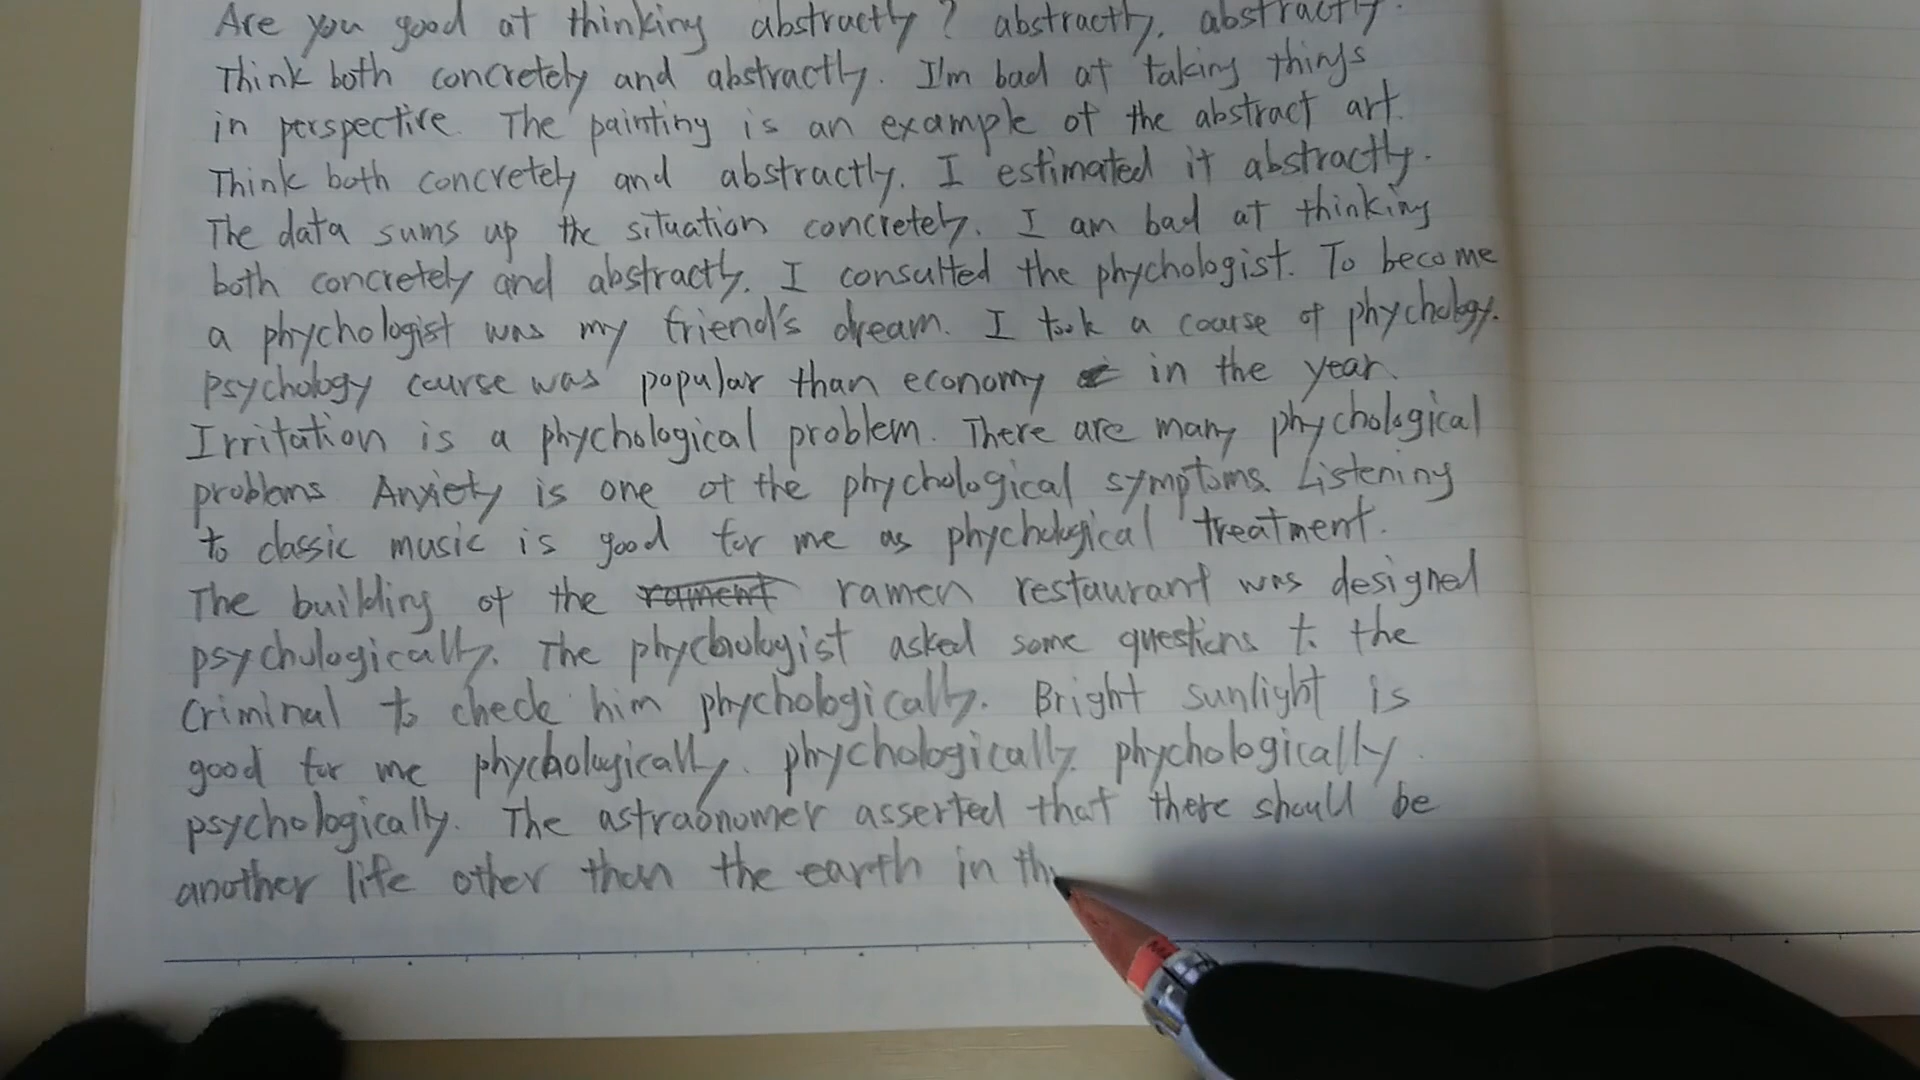 Are you good at thinking abstractly? abstractly. abstractly.
Think both concretely and abstractly. I'm bad at taking things
in perspective. The painting is an example of the abstract art.
Think both concretely and abstractly. I estimated it abstractly.
The data sums up the situation concretely. I am bad at thinking
both concretely and abstractly. I consulted the phychologist. To become
a phychologist was my friend's dream. I took a course of phychology.
psychology course was popular than economy in the year.
Irritation is a phychological problem. There are many phychological
problems. Anxiety is one of the phychological symptoms. Listening
to classic music is good for me as phychological treatment.
The building of the rament ramen restaurant was designed
psychologically. The phychologist asked some questions to the
criminal to check him phychologically. Bright sunlight is
good for me phychologically. phychologically. phychologically.
psychologically. The astraonomer asserted that there should be
another life other than the earth in th